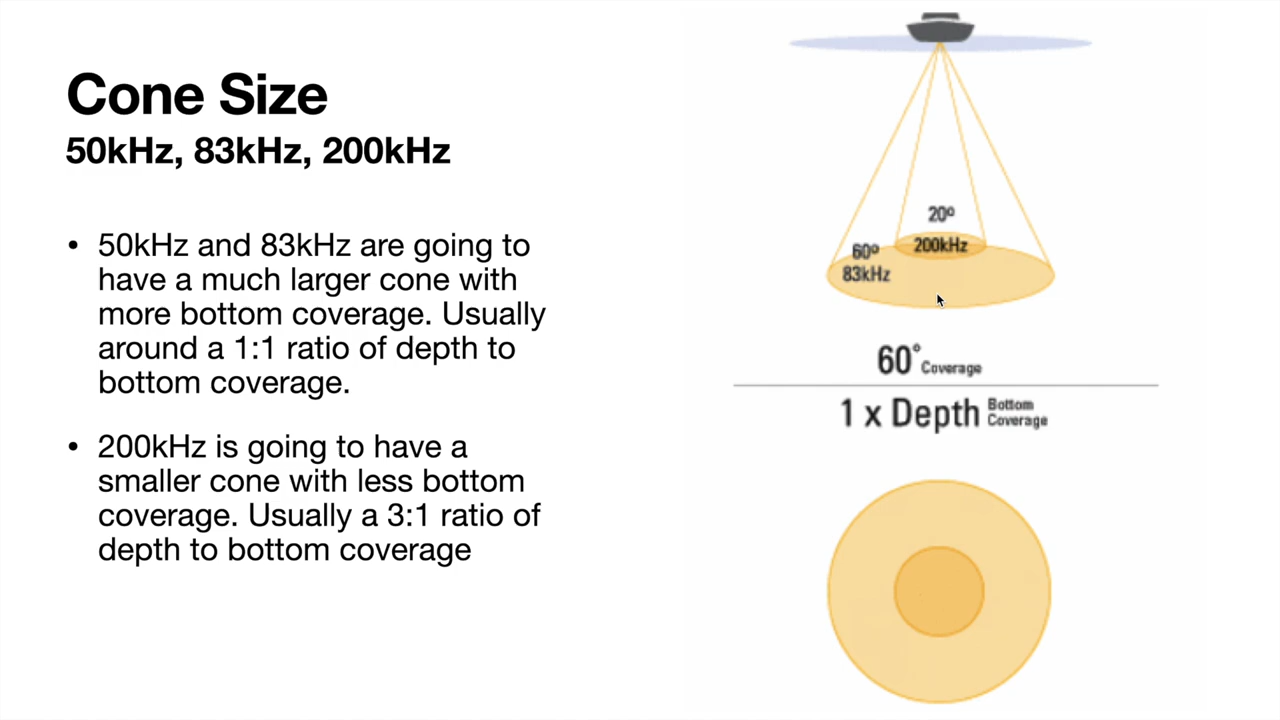 Cone Size
50kHz, 83kHz, 200kHz
• 50kHz and 83kHz are going to
have a much larger cone with
more bottom coverage. Usually
around a 1:1 ratio of depth to
bottom coverage.
• 200kHz is going to have a
smaller cone with less bottom
coverage. Usually a 3:1 ratio of
depth to bottom coverage
20º
200kHz
60º
83kHz
60° Coverage
1 x Depth Bottom
Coverage